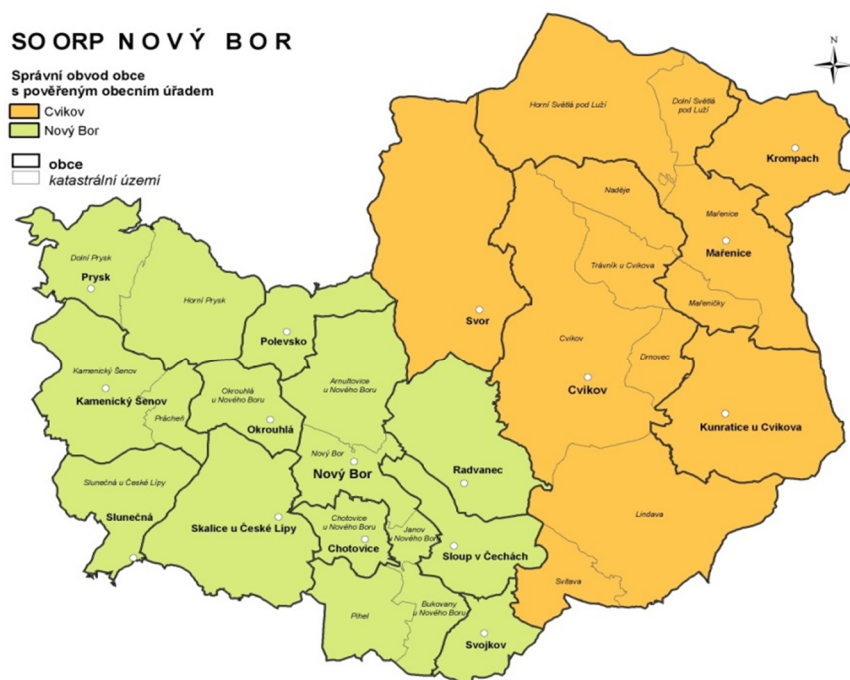 SO ORP NOVÝ BOR
Správní obvod obce
s pověřeným obecním úřadem
Cvikov
Nový Bor
obce
katastrální území
N
Horní Světlá pod Luží
Dolní Světlá
pod Luží
Krompach
Naděje
Mařenice
Mařenice
Trávník u Cvikova
Mařeničky
Dolní Prysk
Prysk
Horní Prysk
Svor
Polevsko
Cvikov
Drnovec
Cvikov
Kamenický Šenov
Kamenický Šenov
Prácheň
Okrouhlá
u Nového Boru
Okrouhlá
Arnultovice
u Nového Boru
Kunratice u Cvikova
Nový Bor
Nový Bor
Radvanec
Slunečná u České Lípy
Slunečná
Skalice u České Lípy
Chotovice
u Nového Boru
Chotovice
Janov
u Nového Bor
Sloup v Čechách
Lindava
Svitava
Pihel
Bukovany
u Nového Boru
Svojkov